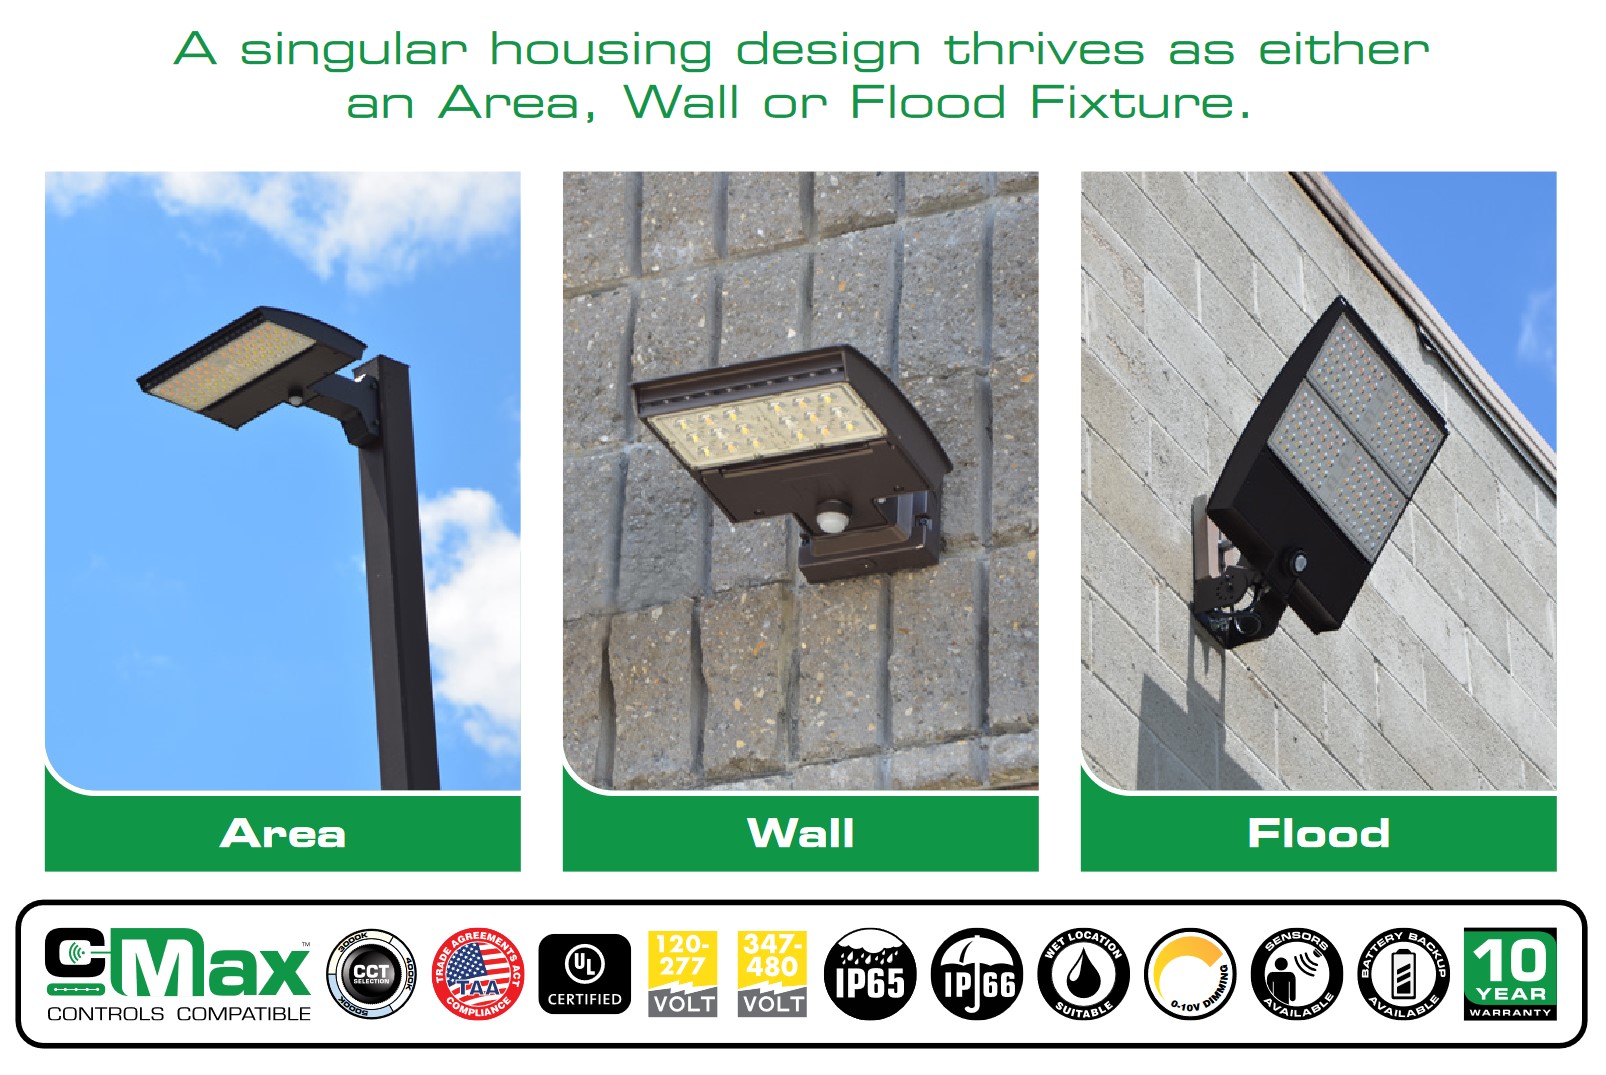 A singular housing design thrives as either
an Area, Wall or Flood Fixture.
Area
Wall
Flood
CMax™
CONTROLS COMPATIBLE
3000K
4000K
5000K
CCT
SELECTION
TRADE AGREEMENTS ACT
TAA
COMPLIANCE
UL
CERTIFIED
120-
277
VOLT
347-
480
VOLT
IP65
IP66
WET LOCATION
SUITABLE
0-10V DIMMING
SENSORS
AVAILABLE
BATTERY BACKUP
AVAILABLE
10
YEAR
WARRANTY